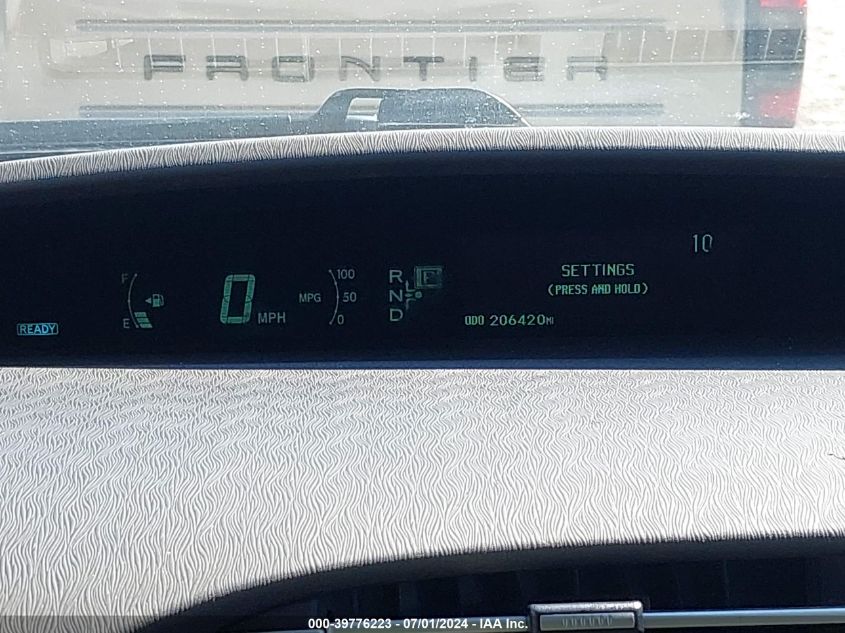 FRONTIER
10
F
E
READY
0 MPH
MPG
100
50
0
R
N
D
SETTINGS
(PRESS AND HOLD)
ODO 206420MI
000-39776223 - 07/01/2024 - IAA Inc.